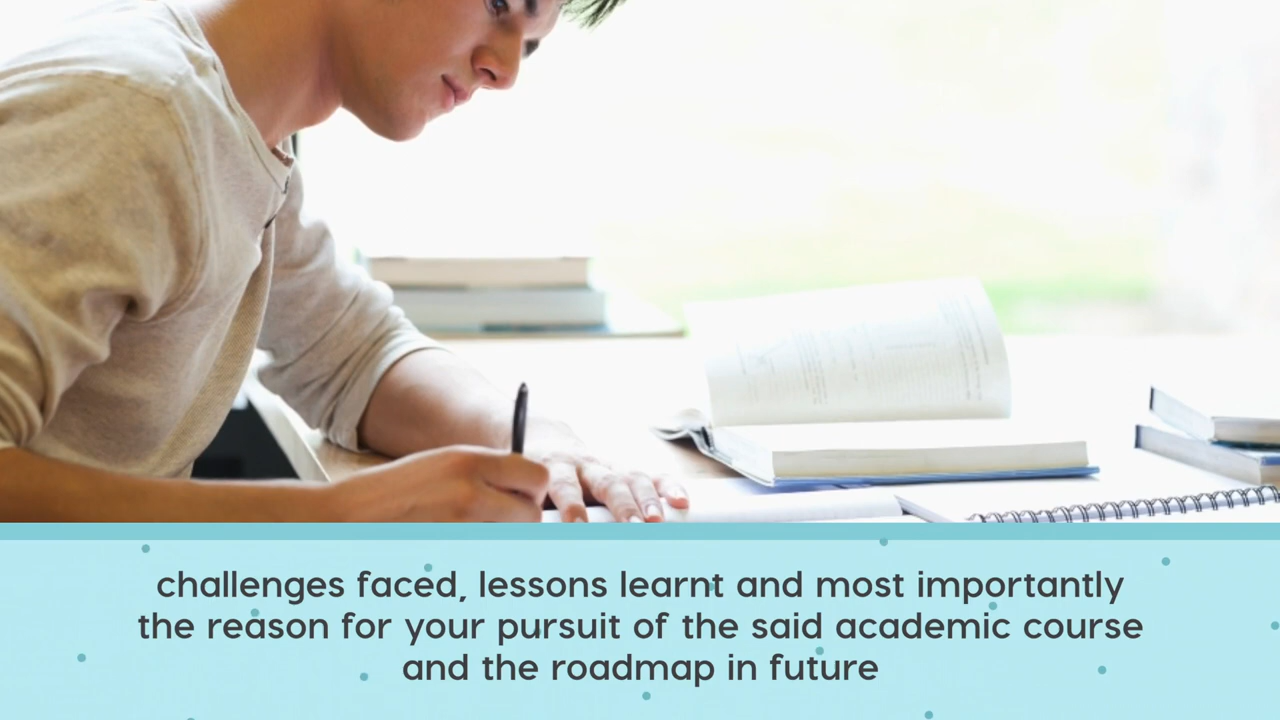 challenges faced, lessons learnt and most importantly
the reason for your pursuit of the said academic course
and the roadmap in future